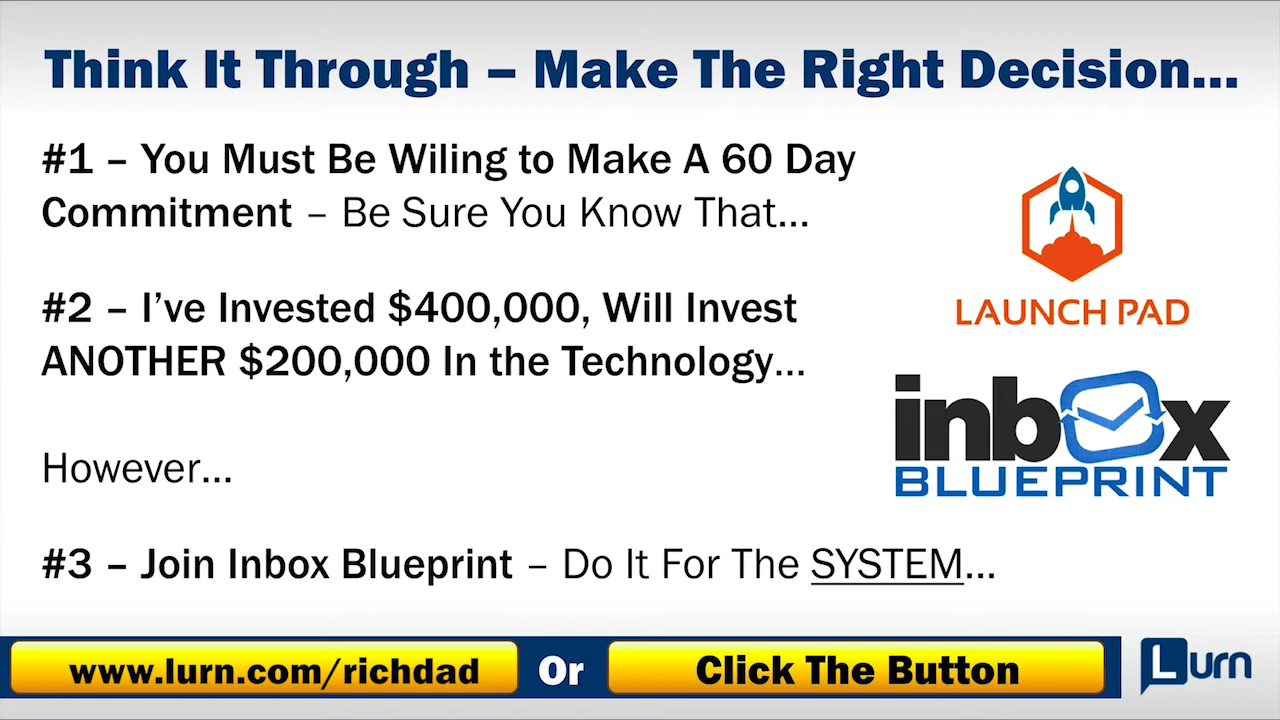 Think It Through – Make The Right Decision...
#1 – You Must Be Wiling to Make A 60 Day
Commitment – Be Sure You Know That...
#2 – I’ve Invested $400,000, Will Invest
ANOTHER $200,000 In the Technology...
However...
#3 – Join Inbox Blueprint – Do It For The SYSTEM...
LAUNCH PAD
inbox
BLUEPRINT
www.lurn.com/richdad Or Click The Button
Lurn